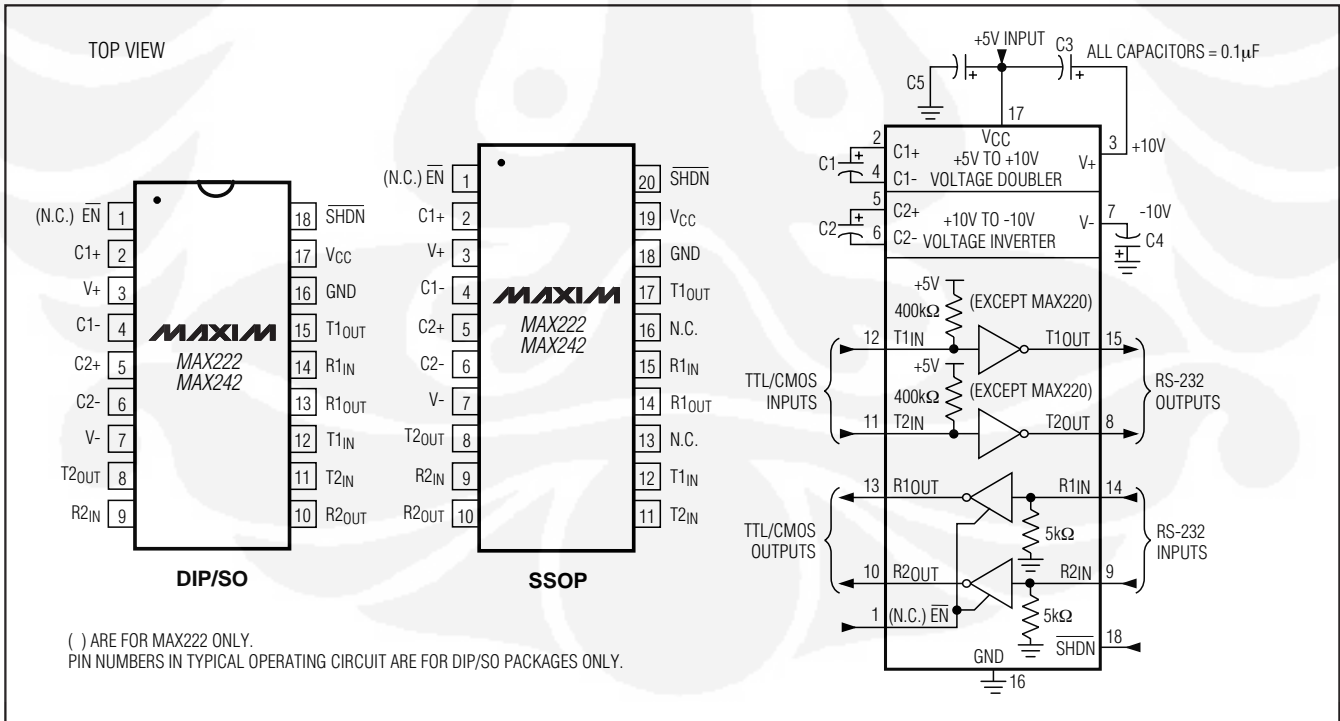 TOP VIEW
(N.C.) EN 1
C1+ 2
V+ 3
C1- 4
C2+ 5
C2- 6
V- 7
T2OUT 8
R2IN 9
18 SHDN
17 VCC
16 GND
15 T1OUT
14 R1IN
13 R1OUT
12 T1IN
11 T2IN
10 R2OUT
MAXIM
MAX222
MAX242
DIP/SO
(N.C.) EN 1
C1+ 2
V+ 3
C1- 4
C2+ 5
C2- 6
V- 7
T2OUT 8
R2IN 9
R2OUT 10
20 SHDN
19 VCC
18 GND
17 T1OUT
16 N.C.
15 R1IN
14 R1OUT
13 N.C.
12 T1IN
11 T2IN
MAXIM
MAX222
MAX242
SSOP
+5V INPUT C3
ALL CAPACITORS = 0.1μF
C5 + +
17
VCC
2 C1+ +5V TO +10V V+ 3 +10V
C1 +
4 C1- VOLTAGE DOUBLER
5 C2+ +10V TO -10V V- 7 -10V
C2 +
6 C2- VOLTAGE INVERTER
C4 +
+5V
400kΩ (EXCEPT MAX220)
12 T1IN T1OUT 15
+5V
400kΩ (EXCEPT MAX220)
11 T2IN T2OUT 8
TTL/CMOS
INPUTS
RS-232
OUTPUTS
13 R1OUT R1IN 14
5kΩ
10 R2OUT R2IN 9
5kΩ
TTL/CMOS
OUTPUTS
RS-232
INPUTS
1 (N.C.) EN
SHDN 18
GND
16
( ) ARE FOR MAX222 ONLY.
PIN NUMBERS IN TYPICAL OPERATING CIRCUIT ARE FOR DIP/SO PACKAGES ONLY.